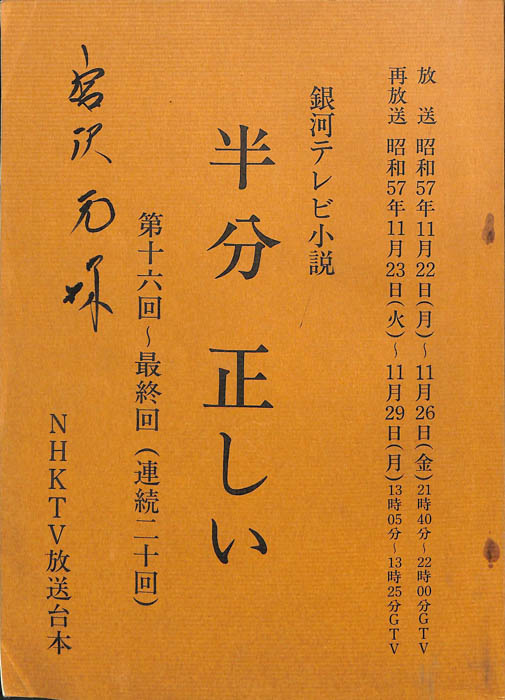 放送 昭和57年11月22日(月)～11月26日(金)21時40分～22時00分GTV
再放送 昭和57年11月23日(火)～11月29日(月)13時05分～13時25分GTV
銀河テレビ小説
半分正しい
第十六回～最終回(連続二十回)
宮沢元様
NHKTV放送台本